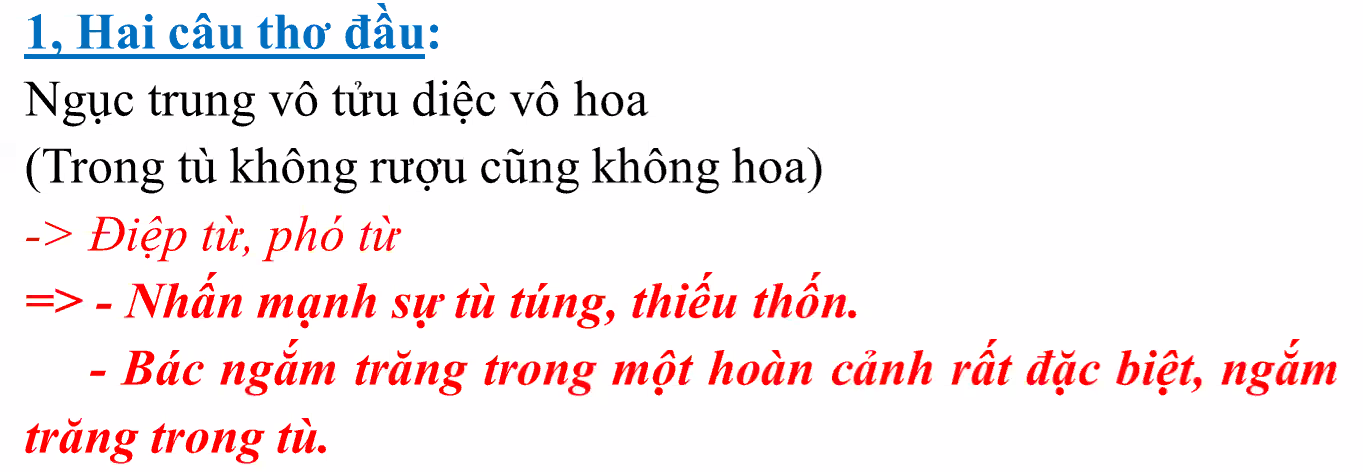 1, Hai câu thơ đầu:
Ngục trung vô tửu diệc vô hoa
(Trong tù không rượu cũng không hoa)
-> Điệp từ, phó từ
=> - Nhấn mạnh sự tù túng, thiếu thốn.
- Bác ngắm trăng trong một hoàn cảnh rất đặc biệt, ngắm
trăng trong tù.